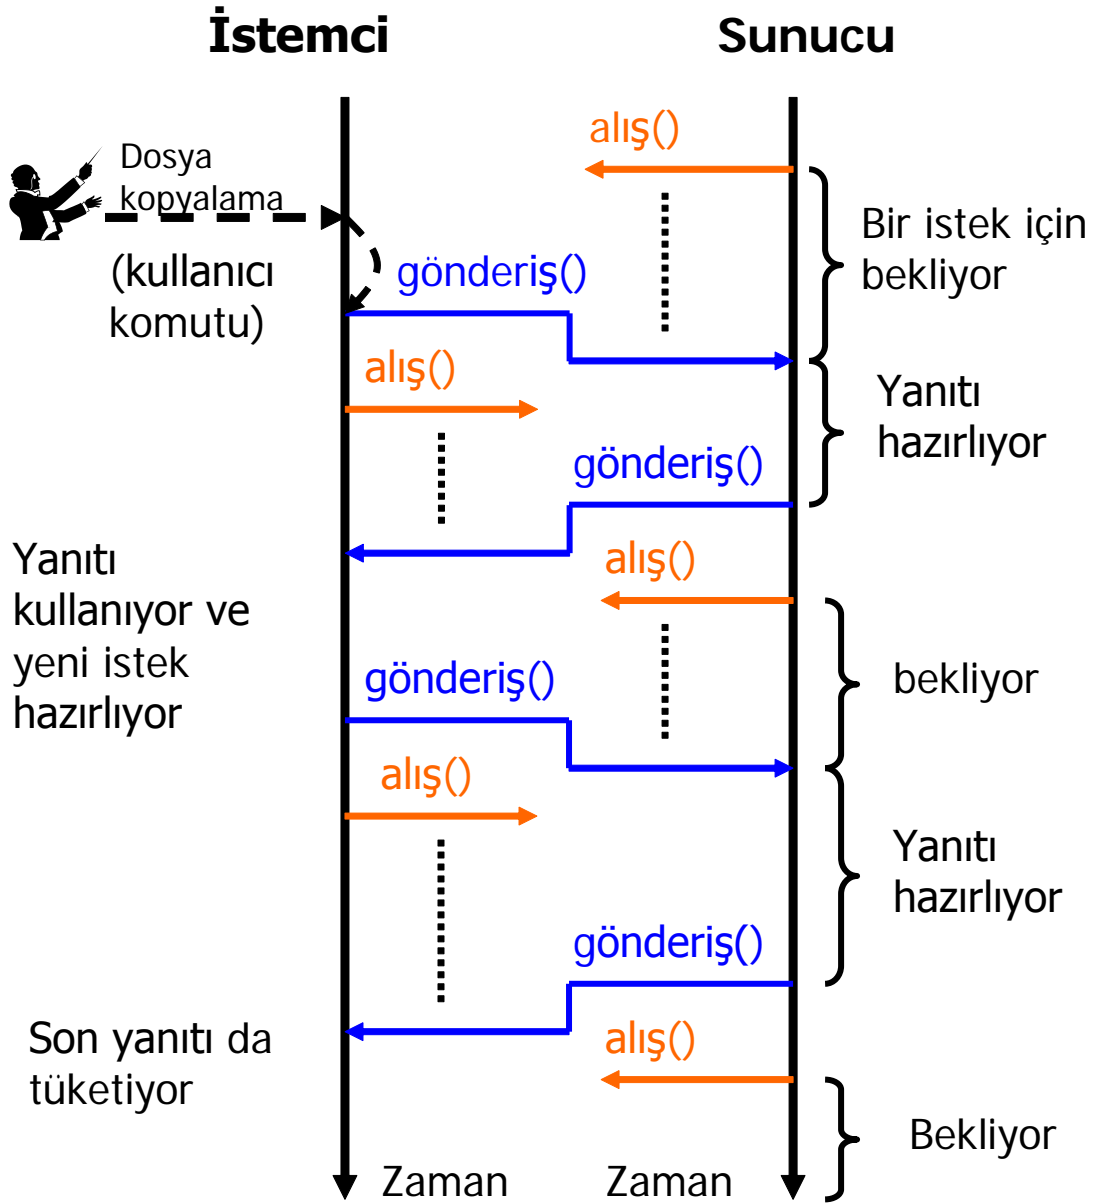 İstemci
Sunucu
alış()
Dosya
kopyalama
(kullanıcı
komutu)
gönderiş()
Bir istek için
bekliyor
alış()
Yanıtı
hazırlıyor
gönderiş()
alış()
Yanıtı
kullanıyor ve
yeni istek
hazırlıyor
gönderiş()
bekliyor
alış()
Yanıtı
hazırlıyor
gönderiş()
Son yanıtı da
tüketiyor
alış()
Bekliyor
Zaman
Zaman